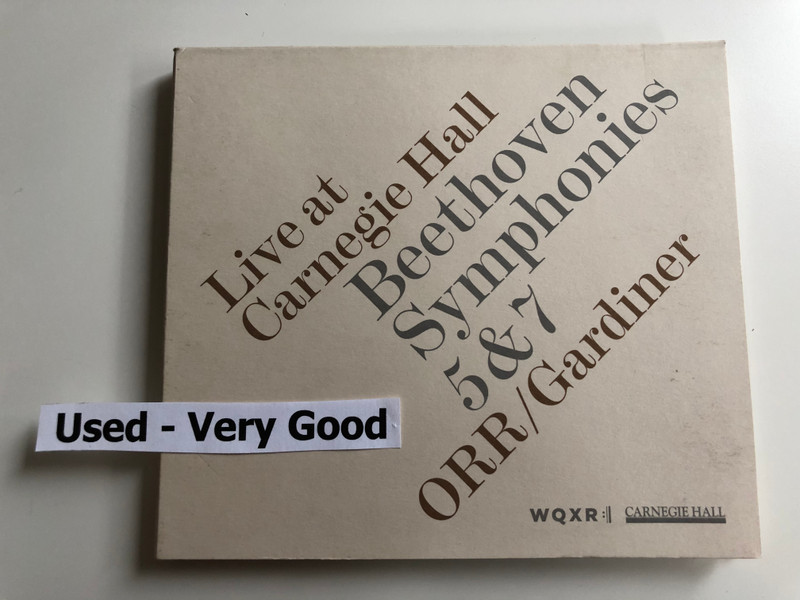 Live at
Carnegie Hall
Beethoven
Symphonies
5 & 7
ORR/Gardiner
Used - Very Good
WQXR
CARNEGIE HALL